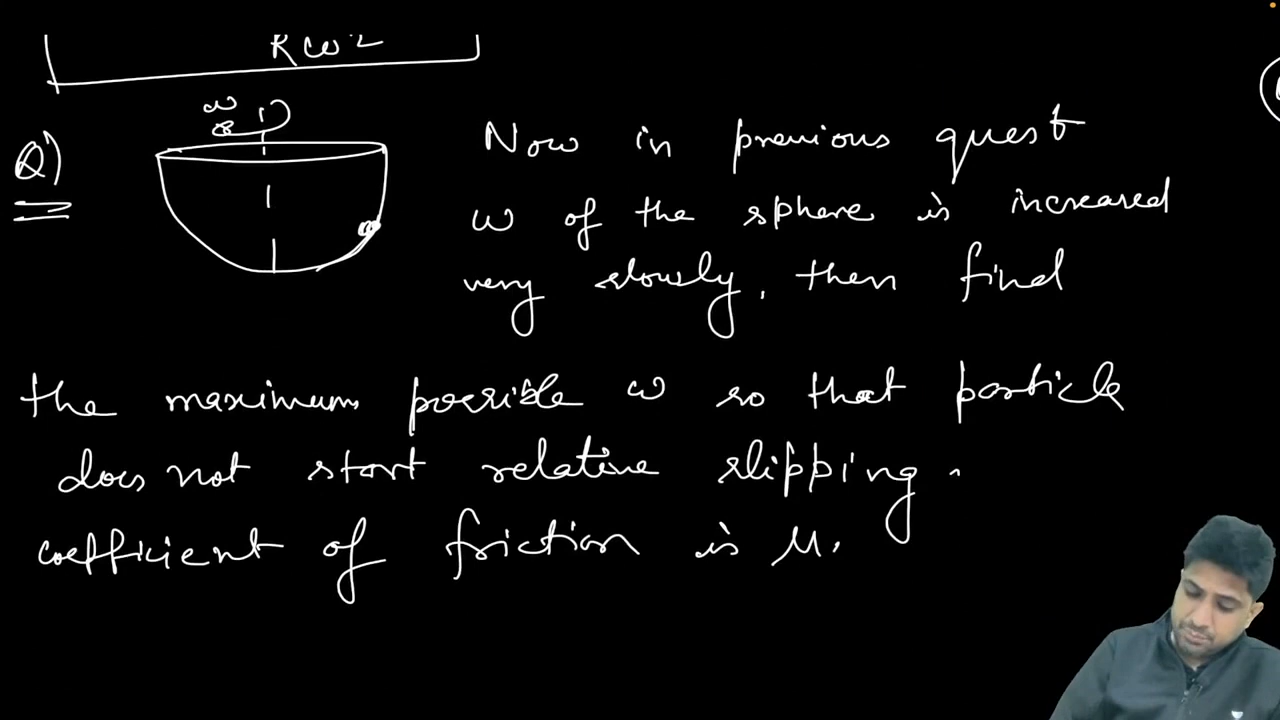 Rω²
ω
Q) Now in previous quest
ω of the sphere is increased
very slowly, then find
the maximum possible ω so that particle
does not start relative slipping.
coefficient of friction is μ.